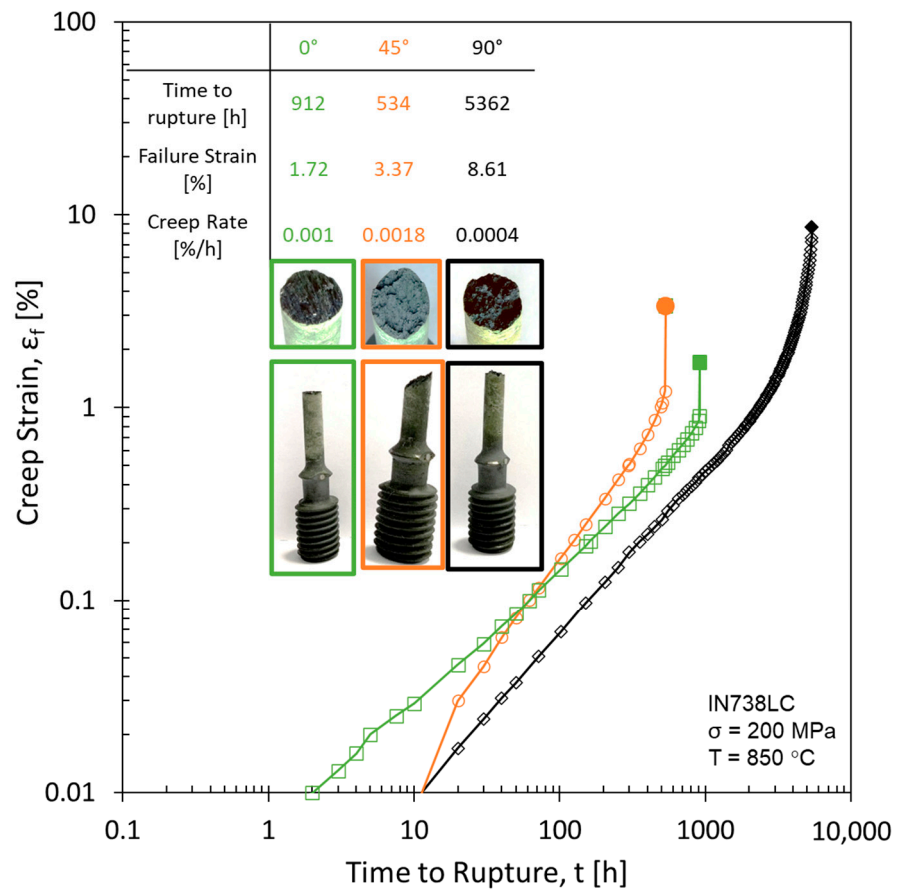 100
10
1
0.1
0.01
Creep Strain, εf [%]
0° 45° 90°
Time to
rupture [h]
912 534 5362
Failure Strain
[%]
1.72 3.37 8.61
Creep Rate
[%/h]
0.001 0.0018 0.0004
IN738LC
σ = 200 MPa
T = 850 °C
0.1 1 10 100 1000 10,000
Time to Rupture, t [h]